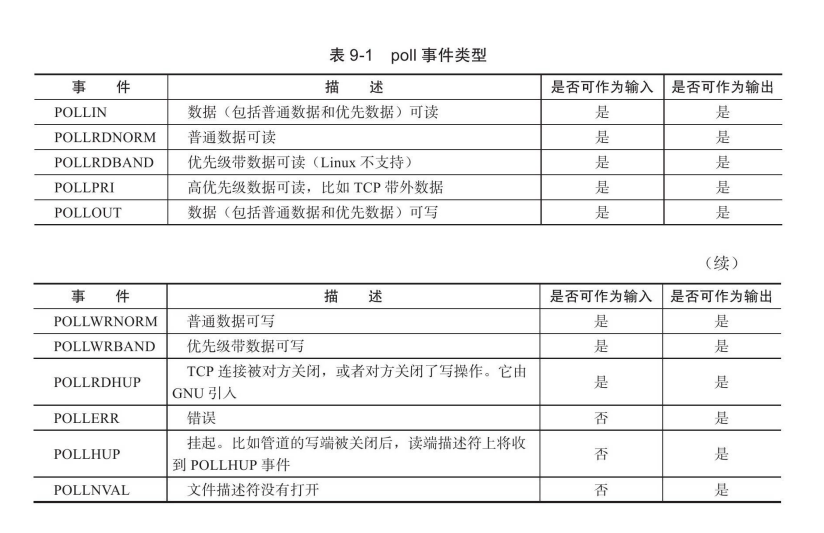 表 9-1 poll 事件类型
事 件 描 述 是否可作为输入 是否可作为输出
POLLIN 数据（包括普通数据和优先数据）可读 是 是
POLLRDNORM 普通数据可读 是 是
POLLRDBAND 优先级带数据可读（Linux 不支持） 是 是
POLLPRI 高优先级数据可读，比如 TCP 带外数据 是 是
POLLOUT 数据（包括普通数据和优先数据）可写 是 是
（续）
事 件 描 述 是否可作为输入 是否可作为输出
POLLWRNORM 普通数据可写 是 是
POLLWRBAND 优先级带数据可写 是 是
POLLRDHUP TCP 连接被对方关闭，或者对方关闭了写操作。它由
GNU 引入 是 是
POLLERR 错误 否 是
POLLHUP 挂起。比如管道的写端被关闭后，读端描述符上将收
到 POLLHUP 事件 否 是
POLLNVAL 文件描述符没有打开 否 是